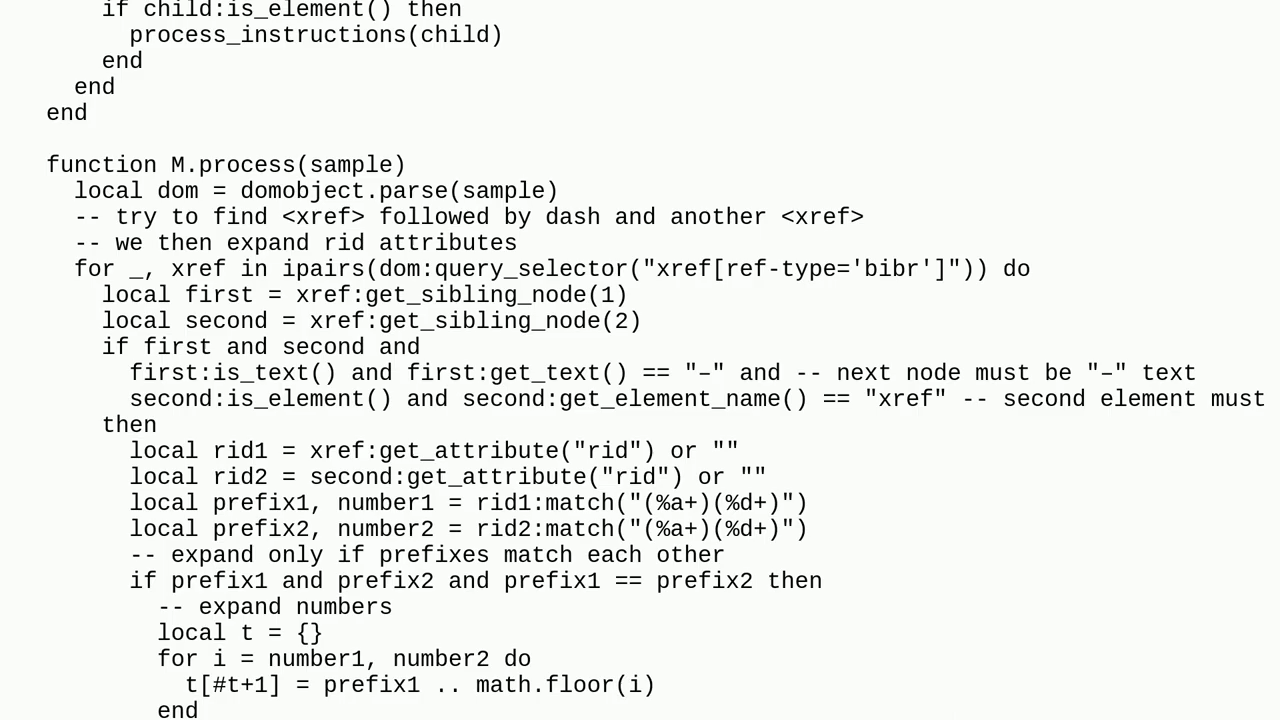 if child:is_element() then
process_instructions(child)
end
end
end
function M.process(sample)
local dom = domobject.parse(sample)
-- try to find <xref> followed by dash and another <xref>
-- we then expand rid attributes
for _, xref in ipairs(dom:query_selector("xref[ref-type='bibr']")) do
local first = xref:get_sibling_node(1)
local second = xref:get_sibling_node(2)
if first and second and
first:is_text() and first:get_text() == "–" and -- next node must be "–" text
second:is_element() and second:get_element_name() == "xref" -- second element must
then
local rid1 = xref:get_attribute("rid") or ""
local rid2 = second:get_attribute("rid") or ""
local prefix1, number1 = rid1:match("(%a+)(%d+)")
local prefix2, number2 = rid2:match("(%a+)(%d+)")
-- expand only if prefixes match each other
if prefix1 and prefix2 and prefix1 == prefix2 then
-- expand numbers
local t = {}
for i = number1, number2 do
t[#t+1] = prefix1 .. math.floor(i)
end